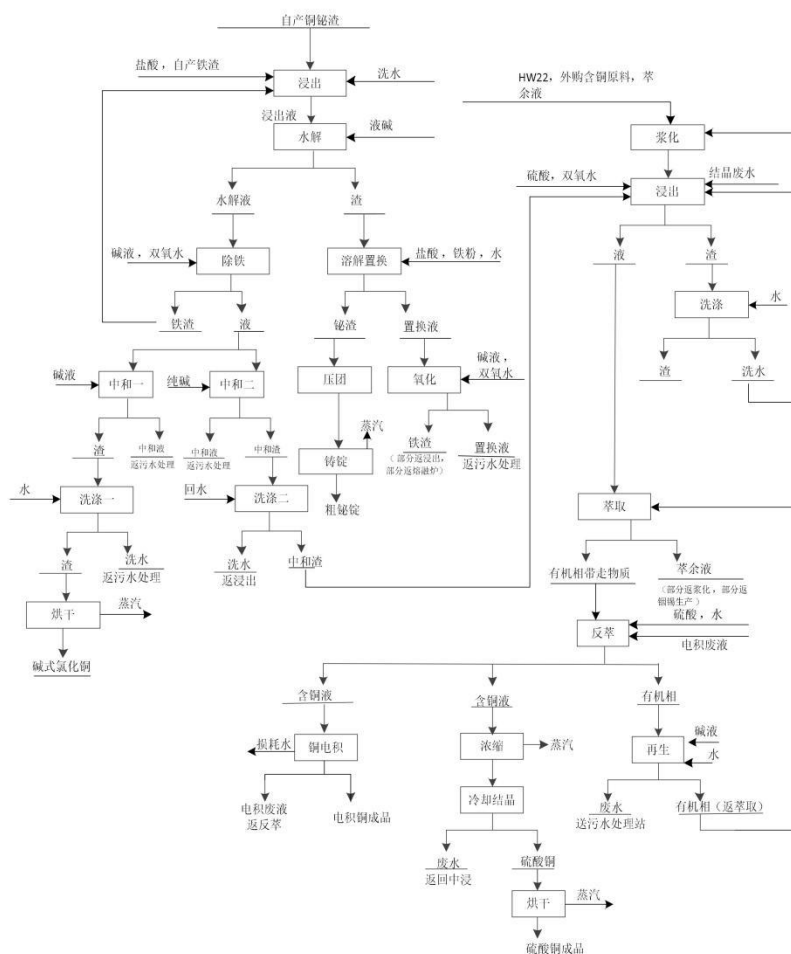 自产铜铋渣
盐酸，自产铁渣
浸出
洗水
浸出液
水解
液碱
水解液
渣
碱液，双氧水
除铁
溶解置换
盐酸，铁粉，水
铁渣
液
铋渣
置换液
碱液
中和一
纯碱
中和二
压团
氧化
碱液，
双氧水
渣
中和液
返污水处理
中和液
返污水处理
中和渣
蒸汽
铸锭
铁渣
（部分返浸出，
部分返熔融炉）
置换液
返污水处理
水
洗涤一
回水
洗涤二
粗铋锭
渣
洗水
返污水处理
洗水
返浸出
中和渣
烘干
蒸汽
碱式氯化铜
HW22，外购含铜原料，萃
余液
浆化
硫酸，双氧水
浸出
结晶废水
液
渣
洗涤
水
渣
洗水
萃取
有机相带走物质
萃余液
（部分返浆化，部分返
铟锡生产）
反萃
硫酸，水
电积废液
含铜液
含铜液
有机相
损耗水
铜电积
浓缩
蒸汽
再生
碱液
水
电积废液
返反萃
电积铜成品
冷却结晶
废水
送污水处理站
有机相（返萃取）
废水
返回中浸
硫酸铜
烘干
蒸汽
硫酸铜成品